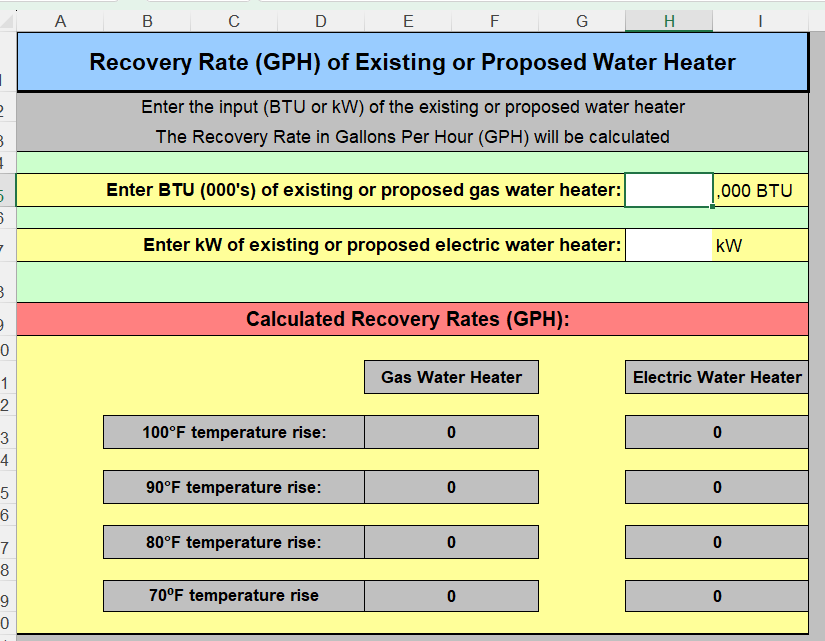 A B C D E F G H I
1
Recovery Rate (GPH) of Existing or Proposed Water Heater
2
Enter the input (BTU or kW) of the existing or proposed water heater
3
The Recovery Rate in Gallons Per Hour (GPH) will be calculated
4
5
Enter BTU (000's) of existing or proposed gas water heater: ,000 BTU
6
7
Enter kW of existing or proposed electric water heater: kW
8
9
Calculated Recovery Rates (GPH):
0
1
Gas Water Heater Electric Water Heater
2
3
100°F temperature rise: 0 0
4
5
90°F temperature rise: 0 0
6
7
80°F temperature rise: 0 0
8
9
70⁰F temperature rise 0 0
0